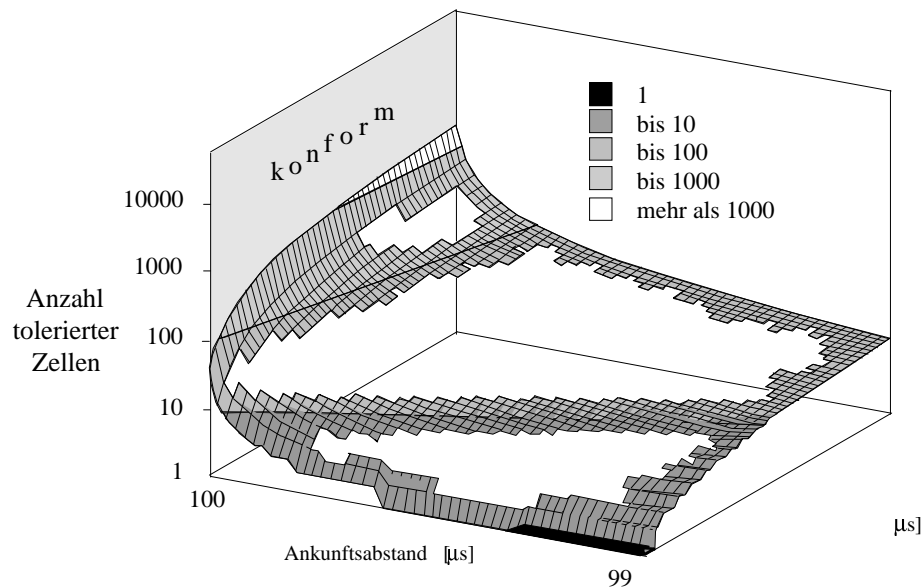 konform
1
bis 10
bis 100
bis 1000
mehr als 1000
10000
1000
100
10
1
Anzahl
tolerierter
Zellen
100
Ankunftsabstand [µs]
99
µs]